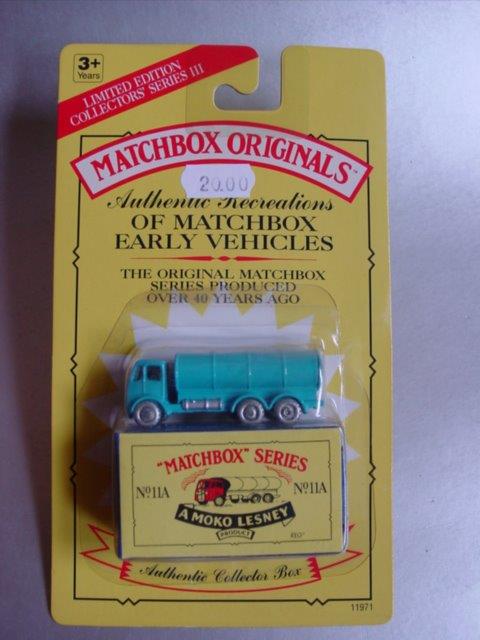 3+
Years
LIMITED EDITION
COLLECTORS' SERIES III
MATCHBOX ORIGINALS™
20.00
Authentic Recreations
OF MATCHBOX
EARLY VEHICLES
THE ORIGINAL MATCHBOX
SERIES PRODUCED
OVER 40 YEARS AGO
"MATCHBOX" SERIES
Nº11A
Nº11A
A MOKO LESNEY
PRODUCT
Authentic Collector Box
11971